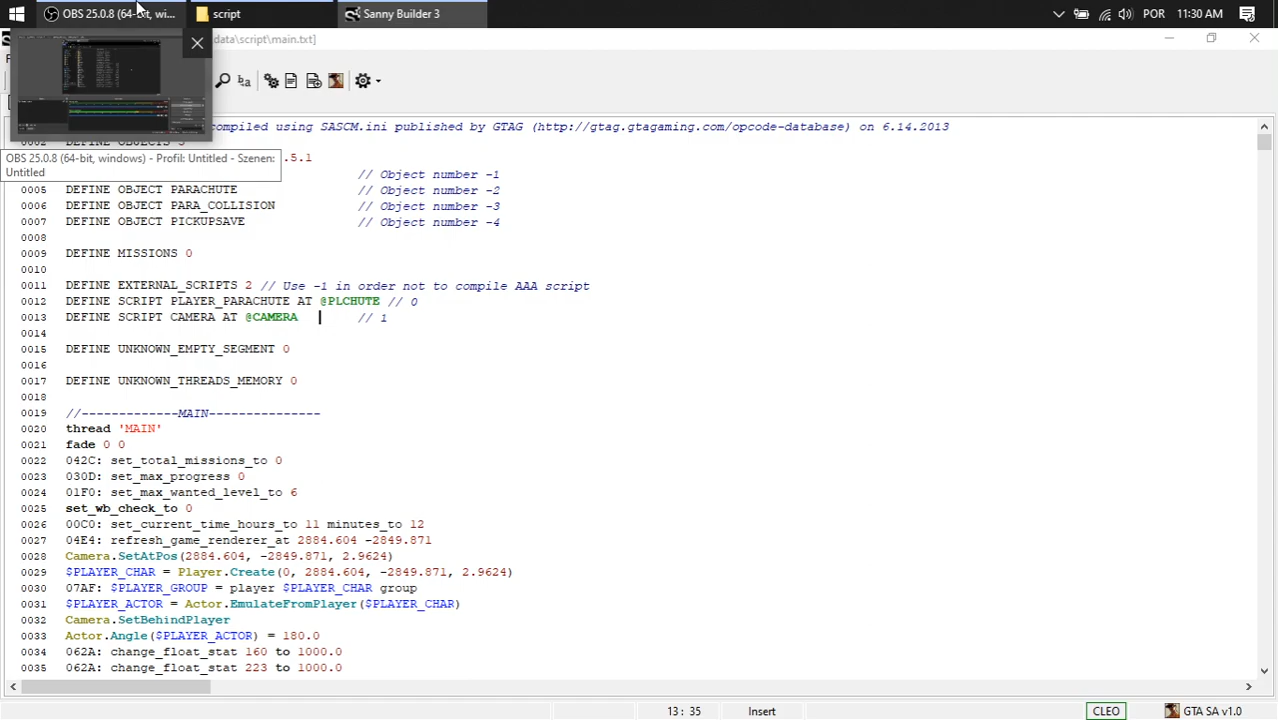 OBS 25.0.8 (64-bit, wi...
script
Sanny Builder 3
POR
11:30 AM
data\script\main.txt]
compiled using SASCM.ini published by GTAG (http://gtag.gtagaming.com/opcode-database) on 6.14.2013
0002 DEFINE OBJECTS 5
OBS 25.0.8 (64-bit, windows) - Profil: Untitled - Szenen:
Untitled
.5.1
// Object number -1
0005 DEFINE OBJECT PARACHUTE // Object number -2
0006 DEFINE OBJECT PARA_COLLISION // Object number -3
0007 DEFINE OBJECT PICKUPSAVE // Object number -4
0008
0009 DEFINE MISSIONS 0
0010
0011 DEFINE EXTERNAL_SCRIPTS 2 // Use -1 in order not to compile AAA script
0012 DEFINE SCRIPT PLAYER_PARACHUTE AT @PLCHUTE // 0
0013 DEFINE SCRIPT CAMERA AT @CAMERA // 1
0014
0015 DEFINE UNKNOWN_EMPTY_SEGMENT 0
0016
0017 DEFINE UNKNOWN_THREADS_MEMORY 0
0018
0019 //-------------MAIN---------------
0020 thread 'MAIN'
0021 fade 0 0
0022 042C: set_total_missions_to 0
0023 030D: set_max_progress 0
0024 01F0: set_max_wanted_level_to 6
0025 set_wb_check_to 0
0026 00C0: set_current_time_hours_to 11 minutes_to 12
0027 04E4: refresh_game_renderer_at 2884.604 -2849.871
0028 Camera.SetAtPos(2884.604, -2849.871, 2.9624)
0029 $PLAYER_CHAR = Player.Create(0, 2884.604, -2849.871, 2.9624)
0030 07AF: $PLAYER_GROUP = player $PLAYER_CHAR group
0031 $PLAYER_ACTOR = Actor.EmulateFromPlayer($PLAYER_CHAR)
0032 Camera.SetBehindPlayer
0033 Actor.Angle($PLAYER_ACTOR) = 180.0
0034 062A: change_float_stat 160 to 1000.0
0035 062A: change_float_stat 223 to 1000.0
13 : 35
Insert
CLEO
GTA SA v1.0